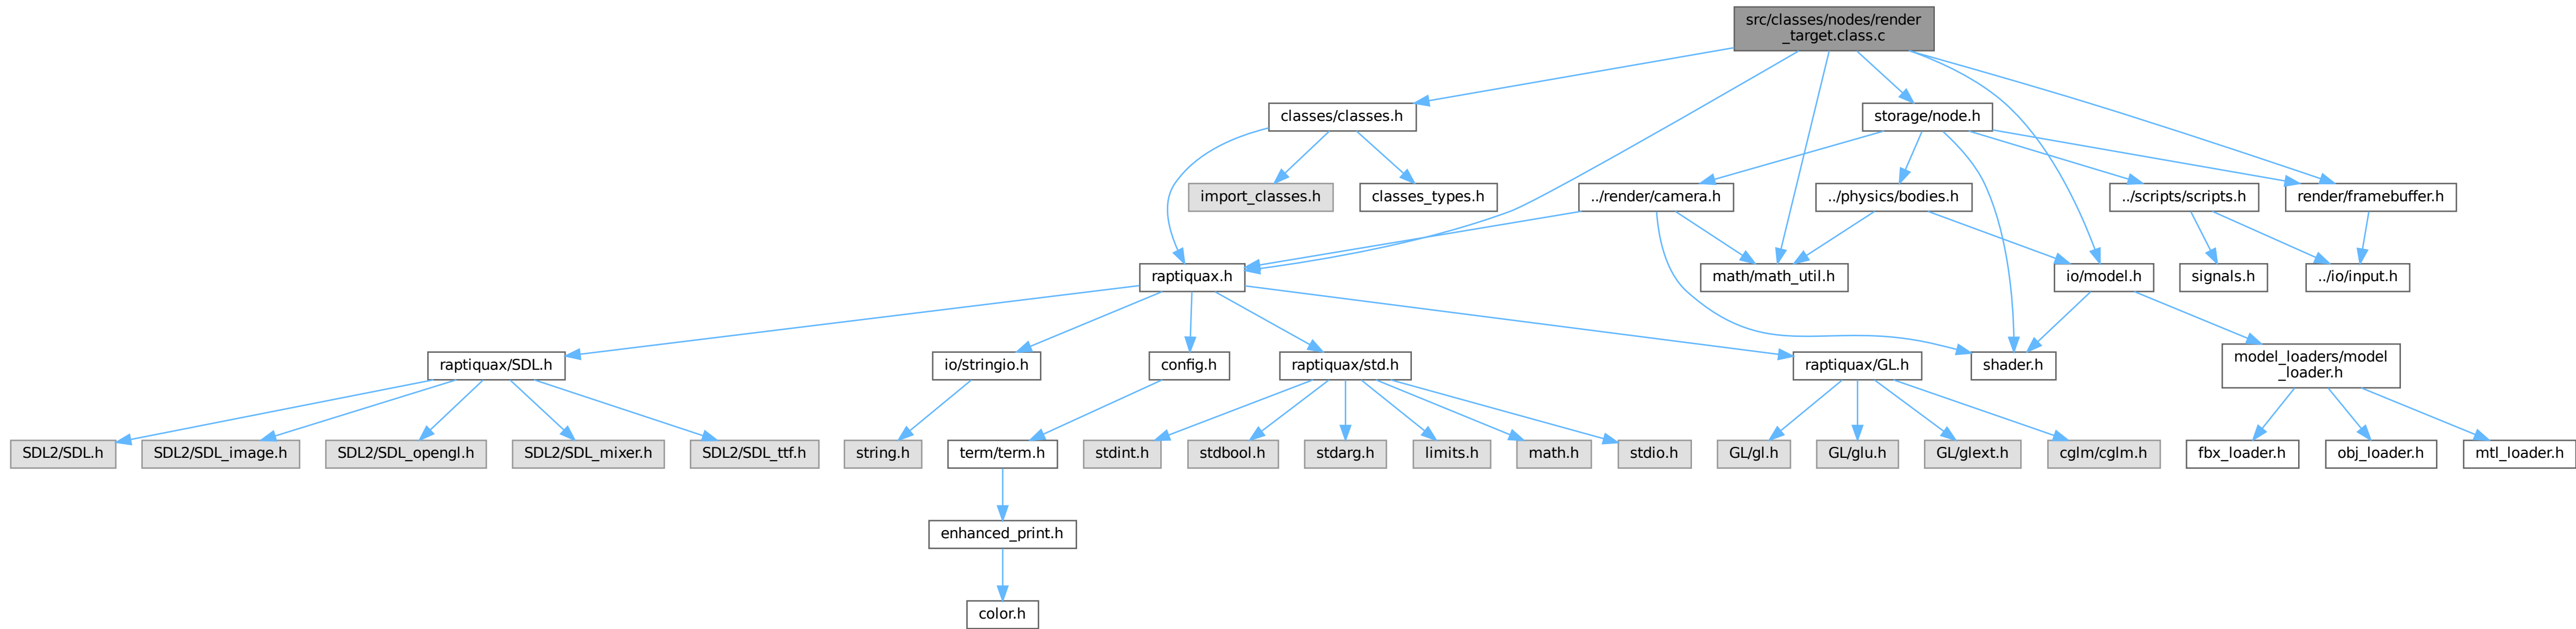 src/classes/nodes/render
_target.class.c
classes/classes.h
storage/node.h
import_classes.h
classes_types.h
../render/camera.h
../physics/bodies.h
../scripts/scripts.h
render/framebuffer.h
raptiquax.h
math/math_util.h
io/model.h
signals.h
../io/input.h
raptiquax/SDL.h
io/stringio.h
config.h
raptiquax/std.h
raptiquax/GL.h
shader.h
model_loaders/model
_loader.h
SDL2/SDL.h
SDL2/SDL_image.h
SDL2/SDL_opengl.h
SDL2/SDL_mixer.h
SDL2/SDL_ttf.h
string.h
term/term.h
stdint.h
stdbool.h
stdarg.h
limits.h
math.h
stdio.h
GL/gl.h
GL/glu.h
GL/glext.h
cglm/cglm.h
fbx_loader.h
obj_loader.h
mtl_loader.h
enhanced_print.h
color.h